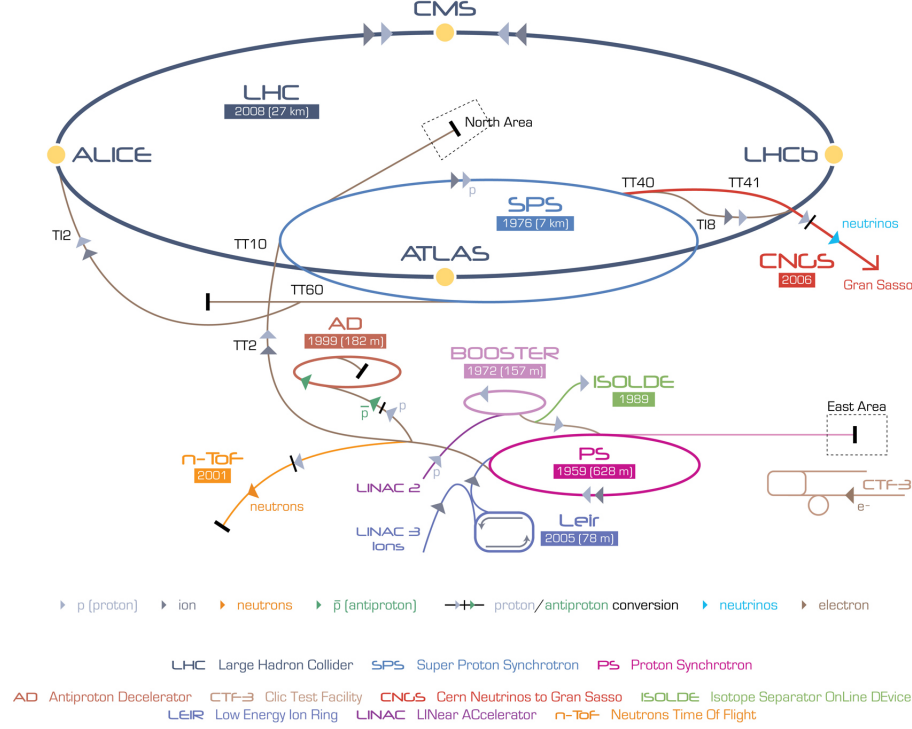 CMS
LHC
2008 (27 km)
North Area
ALICE
LHCb
p
TT40
TT41
SPS
1976 (7 km)
TI2
TT10
TI8
neutrinos
ATLAS
CNGS
2006
Gran Sasso
TT60
AD
1999 (182 m)
TT2
BOOSTER
1972 (157 m)
ISOLDE
1989
p̅
p
East Area
n-ToF
2001
PS
1959 (628 m)
p
LINAC 2
neutrons
CTF-3
e-
LINAC 3
Ions
Leir
2005 (78 m)
p (proton) ion neutrons p̅ (antiproton) proton/antiproton conversion neutrinos electron
LHC Large Hadron Collider SPS Super Proton Synchrotron PS Proton Synchrotron
AD Antiproton Decelerator CTF-3 Clic Test Facility CNGS Cern Neutrinos to Gran Sasso ISOLDE Isotope Separator OnLine DEvice
LEIR Low Energy Ion Ring LINAC LINear ACcelerator n-ToF Neutrons Time Of Flight